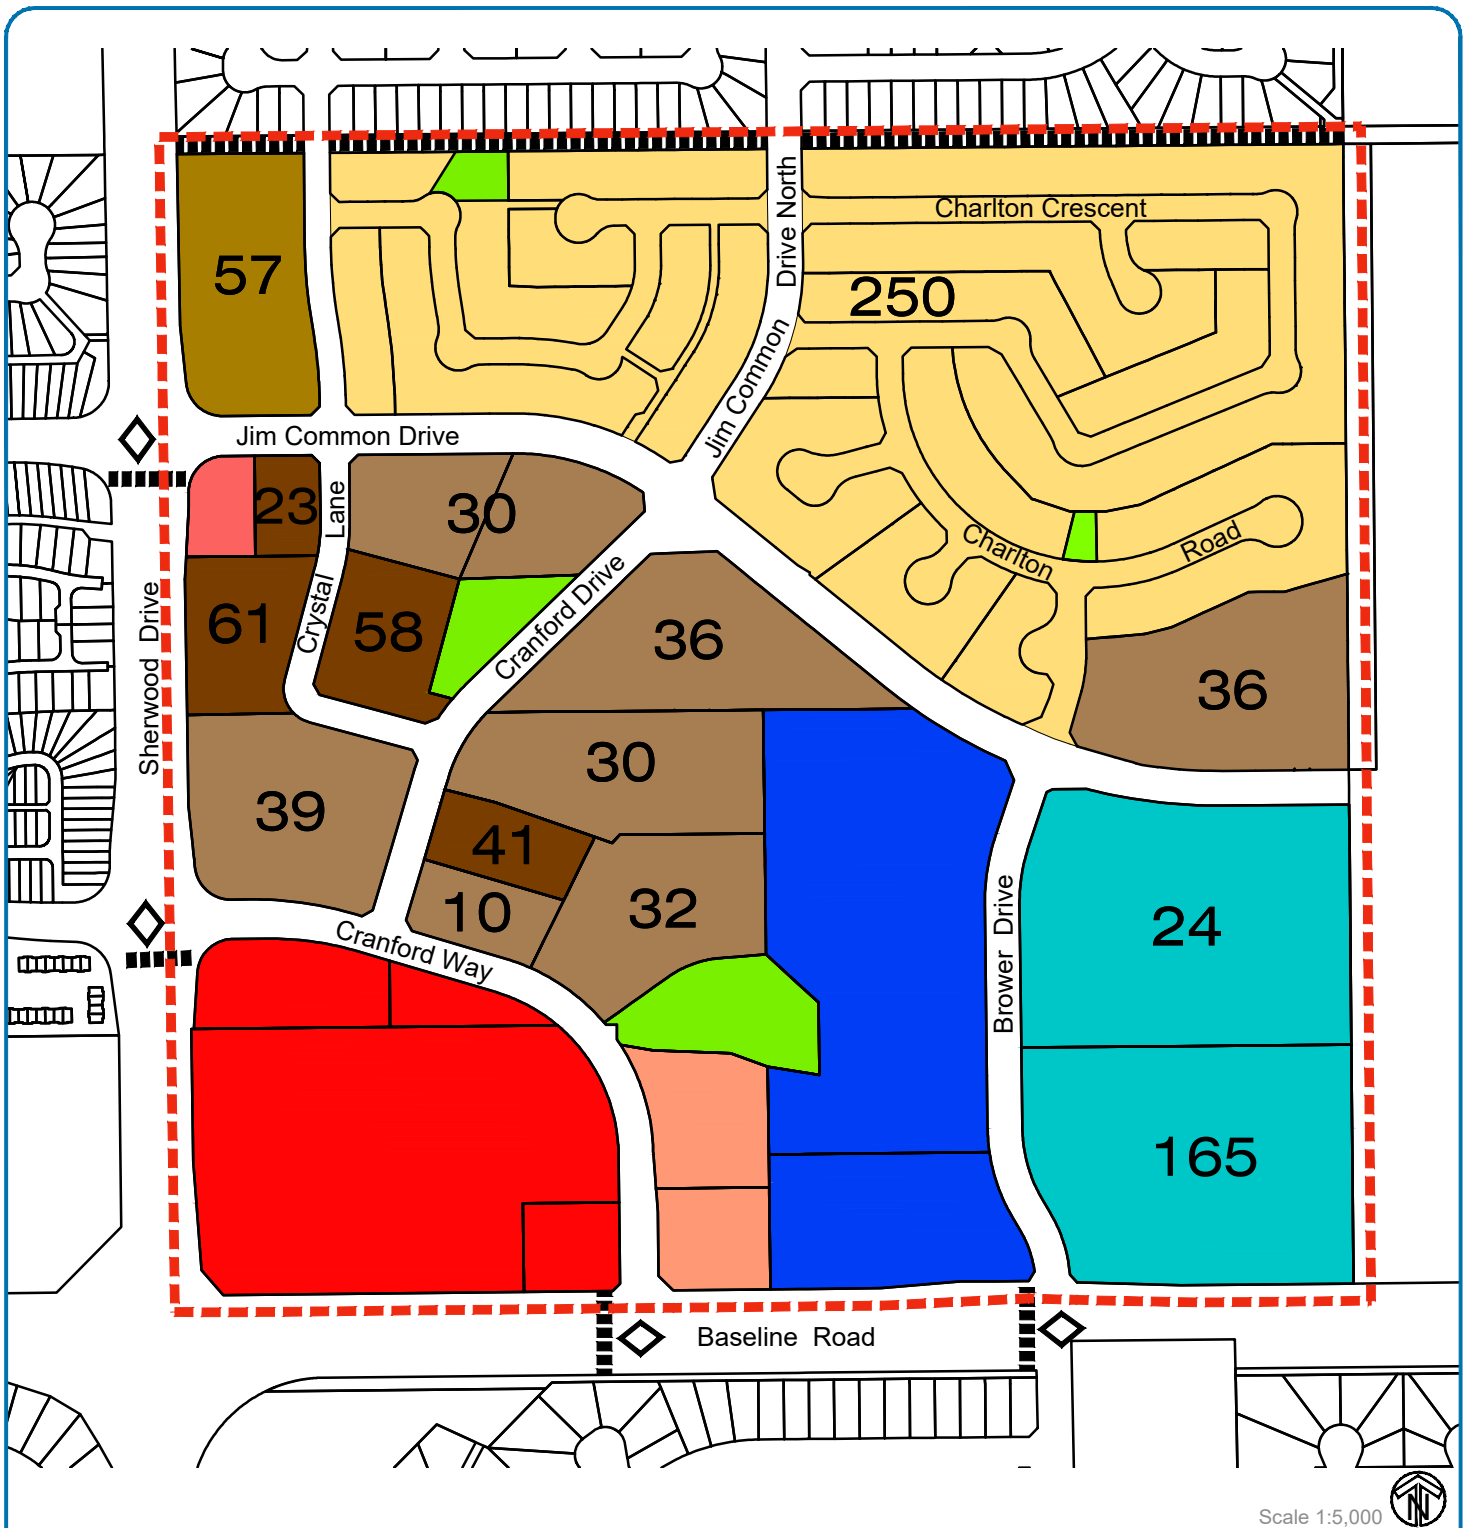 Charlton Crescent
Drive North
57
250
Jim Common
Jim Common Drive
23
Lane
30
Charlton
Road
Cranford Drive
Crystal
61
58
36
36
Sherwood Drive
30
39
41
10
32
Cranford Way
Brower Drive
24
165
Baseline Road
Scale 1:5,000
N